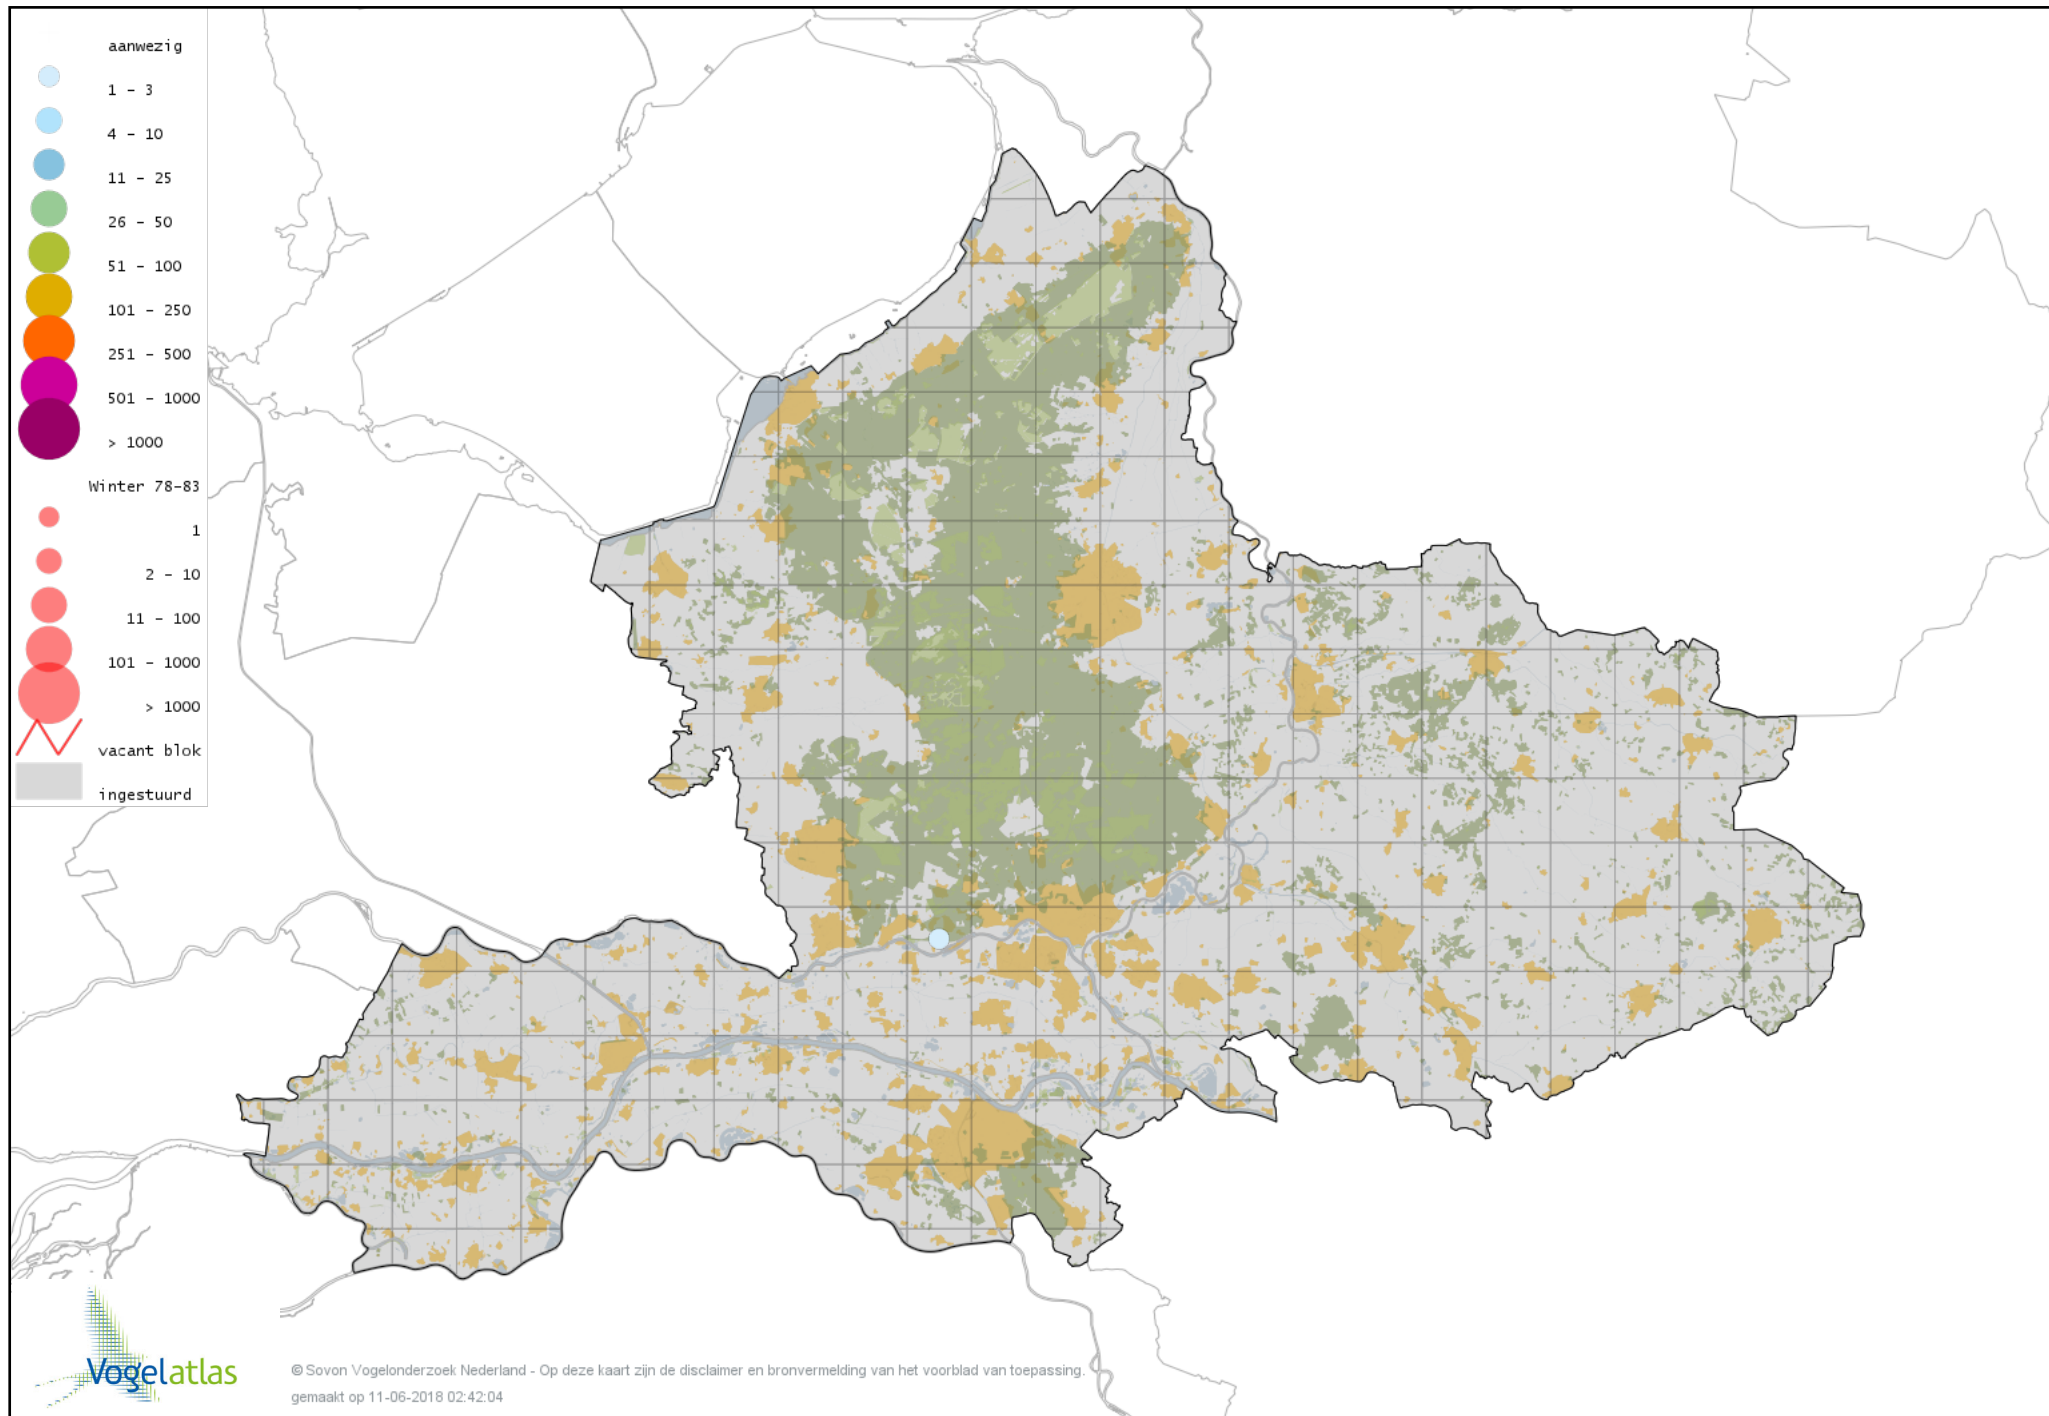 aanwezig
1 - 3
4 - 10
11 - 25
26 - 50
51 - 100
101 - 250
251 - 500
501 - 1000
> 1000
Winter 78-83
1
2 - 10
11 - 100
101 - 1000
> 1000
vacant blok
ingestuurd
Vogelatlas
© Sovon Vogelonderzoek Nederland - Op deze kaart zijn de disclaimer en bronvermelding van het voorblad van toepassing.
gemaakt op 11-06-2018 02:42:04